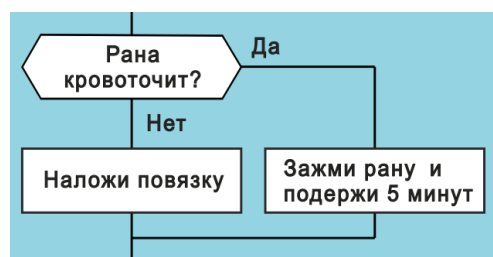 Рана
кровоточит?
Да
Нет
Наложи повязку
Зажми рану и
подержи 5 минут